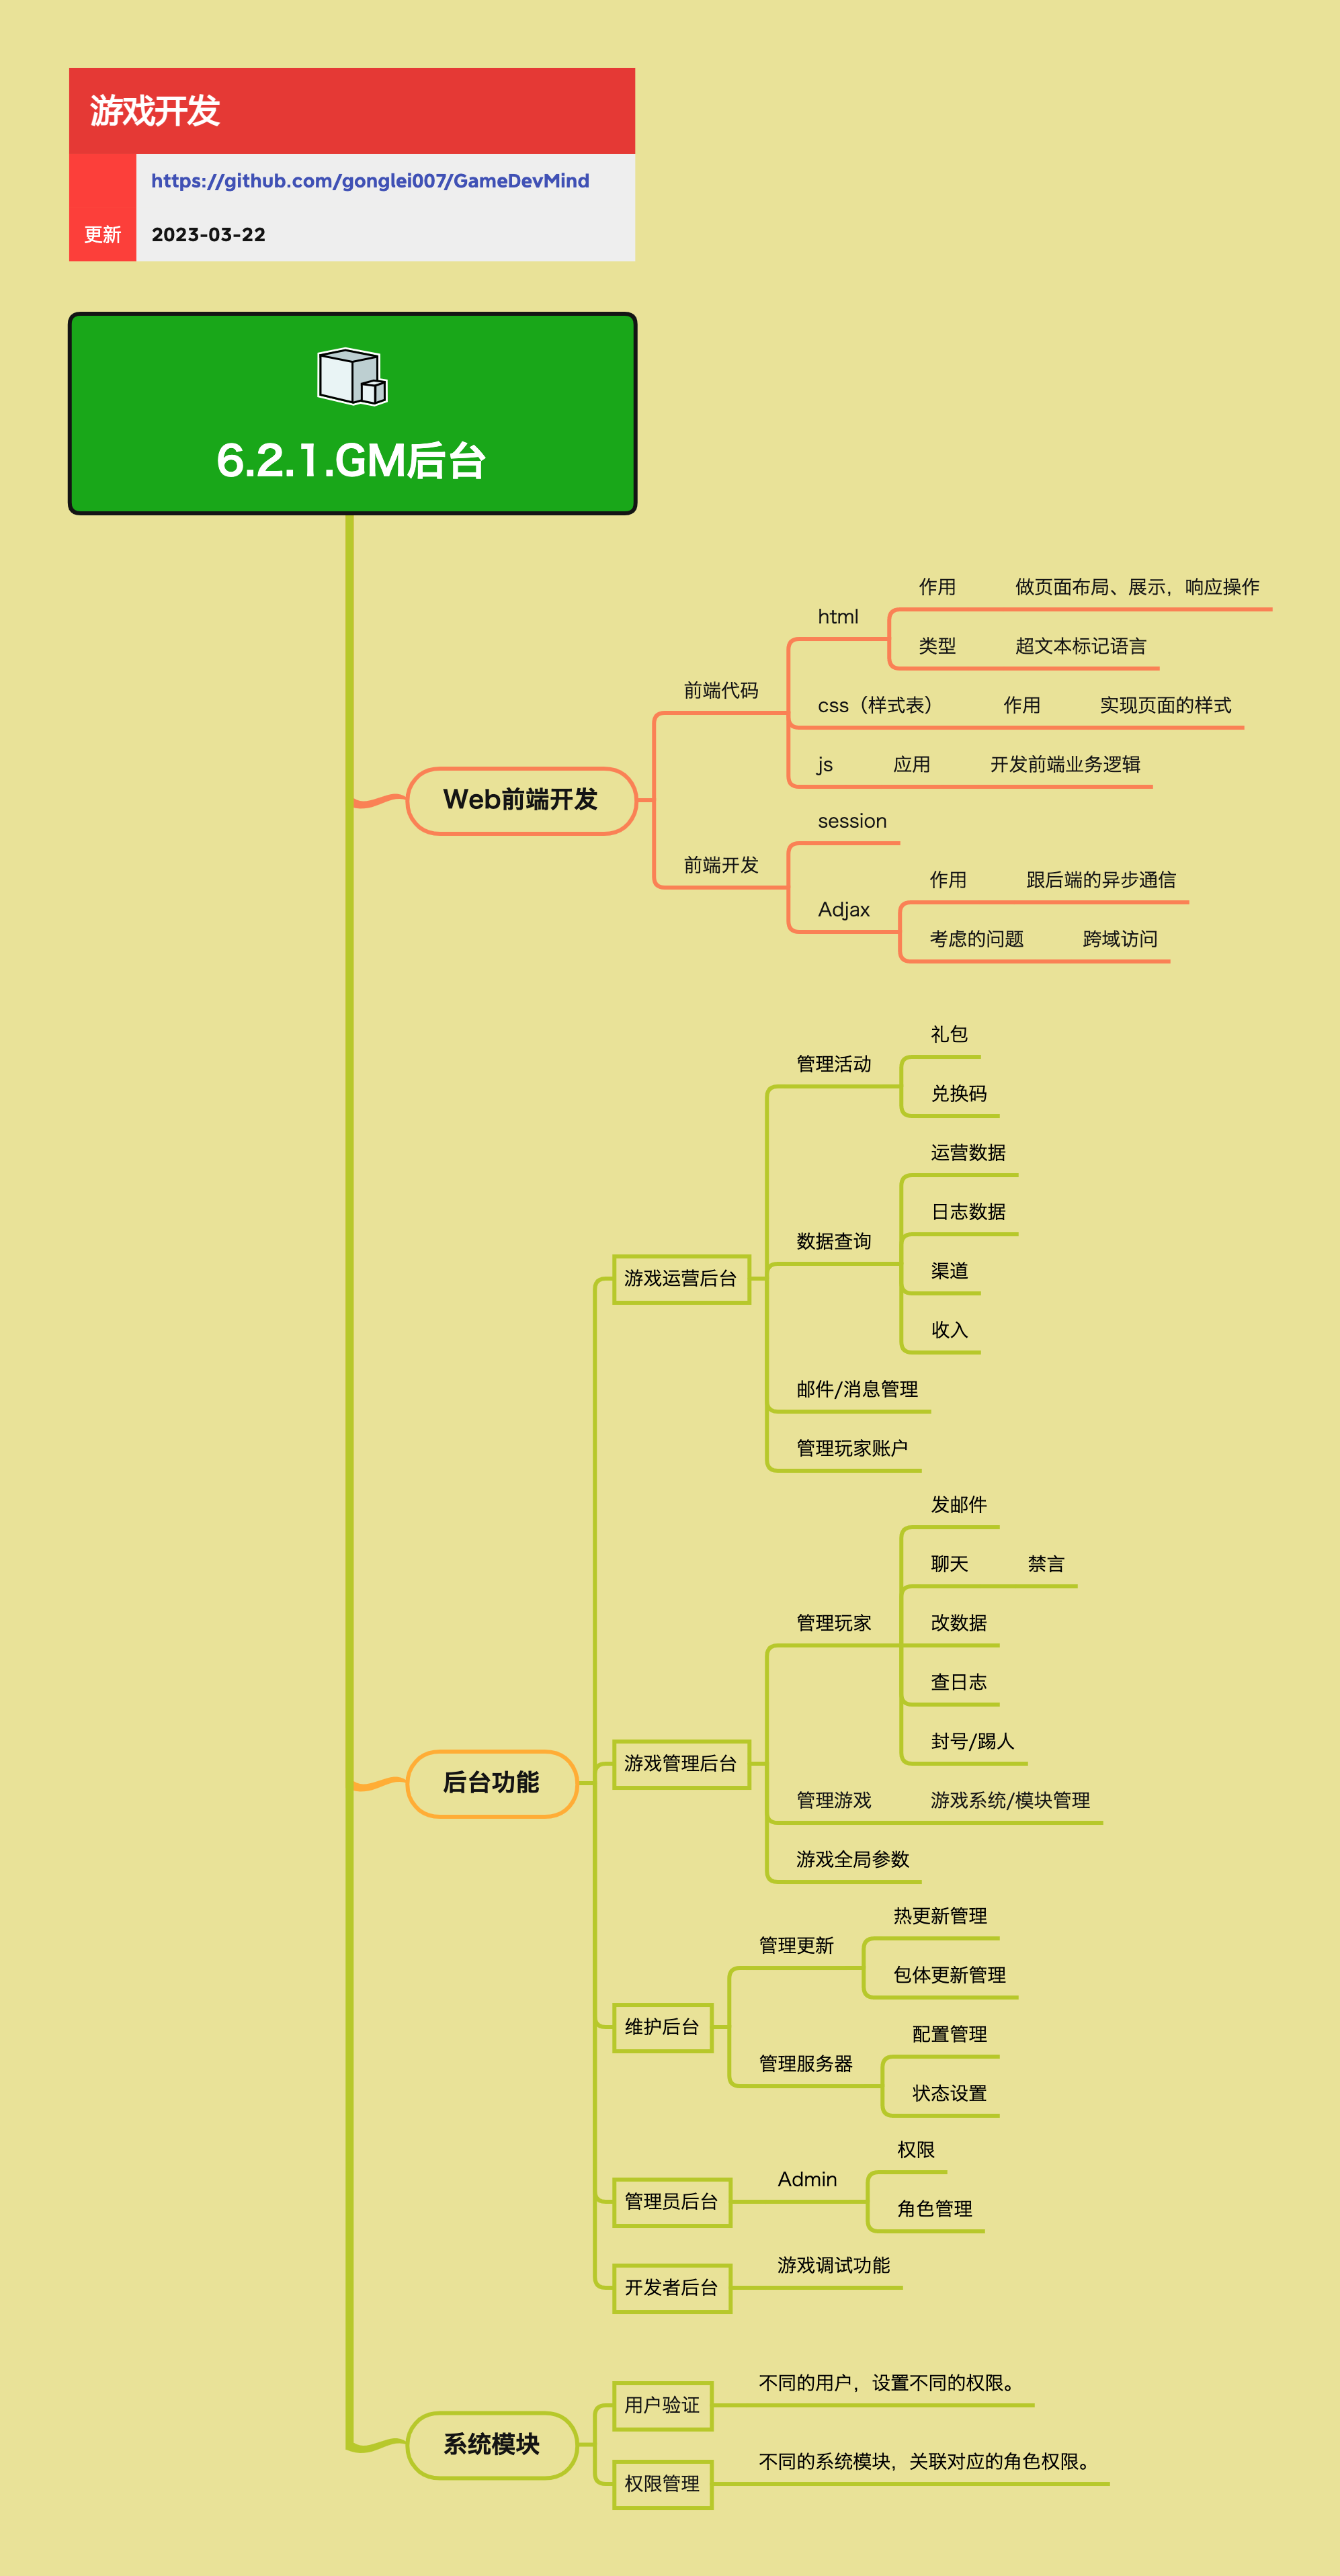 游戏开发
https://github.com/gonglei007/GameDevMind
更新 2023-03-22
6.2.1.GM后台
Web前端开发
前端代码
html
作用 做页面布局、展示，响应操作
类型 超文本标记语言
css（样式表） 作用 实现页面的样式
js 应用 开发前端业务逻辑
前端开发
session
Adjax
作用 跟后端的异步通信
考虑的问题 跨域访问
后台功能
游戏运营后台
管理活动
礼包
兑换码
数据查询
运营数据
日志数据
渠道
收入
邮件/消息管理
管理玩家账户
游戏管理后台
管理玩家
发邮件
聊天 禁言
改数据
查日志
封号/踢人
管理游戏 游戏系统/模块管理
游戏全局参数
维护后台
管理更新
热更新管理
包体更新管理
管理服务器
配置管理
状态设置
管理员后台
Admin
权限
角色管理
开发者后台
游戏调试功能
系统模块
用户验证
不同的用户，设置不同的权限。
权限管理
不同的系统模块，关联对应的角色权限。